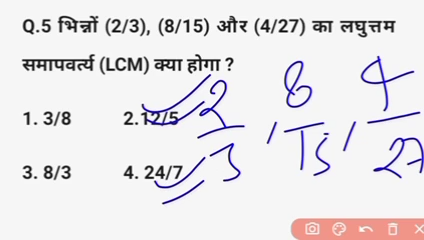 Q.5 भिन्नों (2/3), (8/15) और (4/27) का लघुत्तम
समापवर्त्य (LCM) क्या होगा ?
1. 3/8 2. 12/5
3. 8/3 4. 24/7
2/3 , 8/15 , 4/27